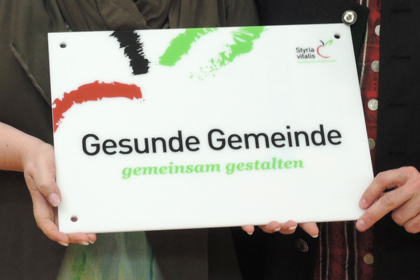 Styria
vitalis
Gesunde Gemeinde
gemeinsam gestalten